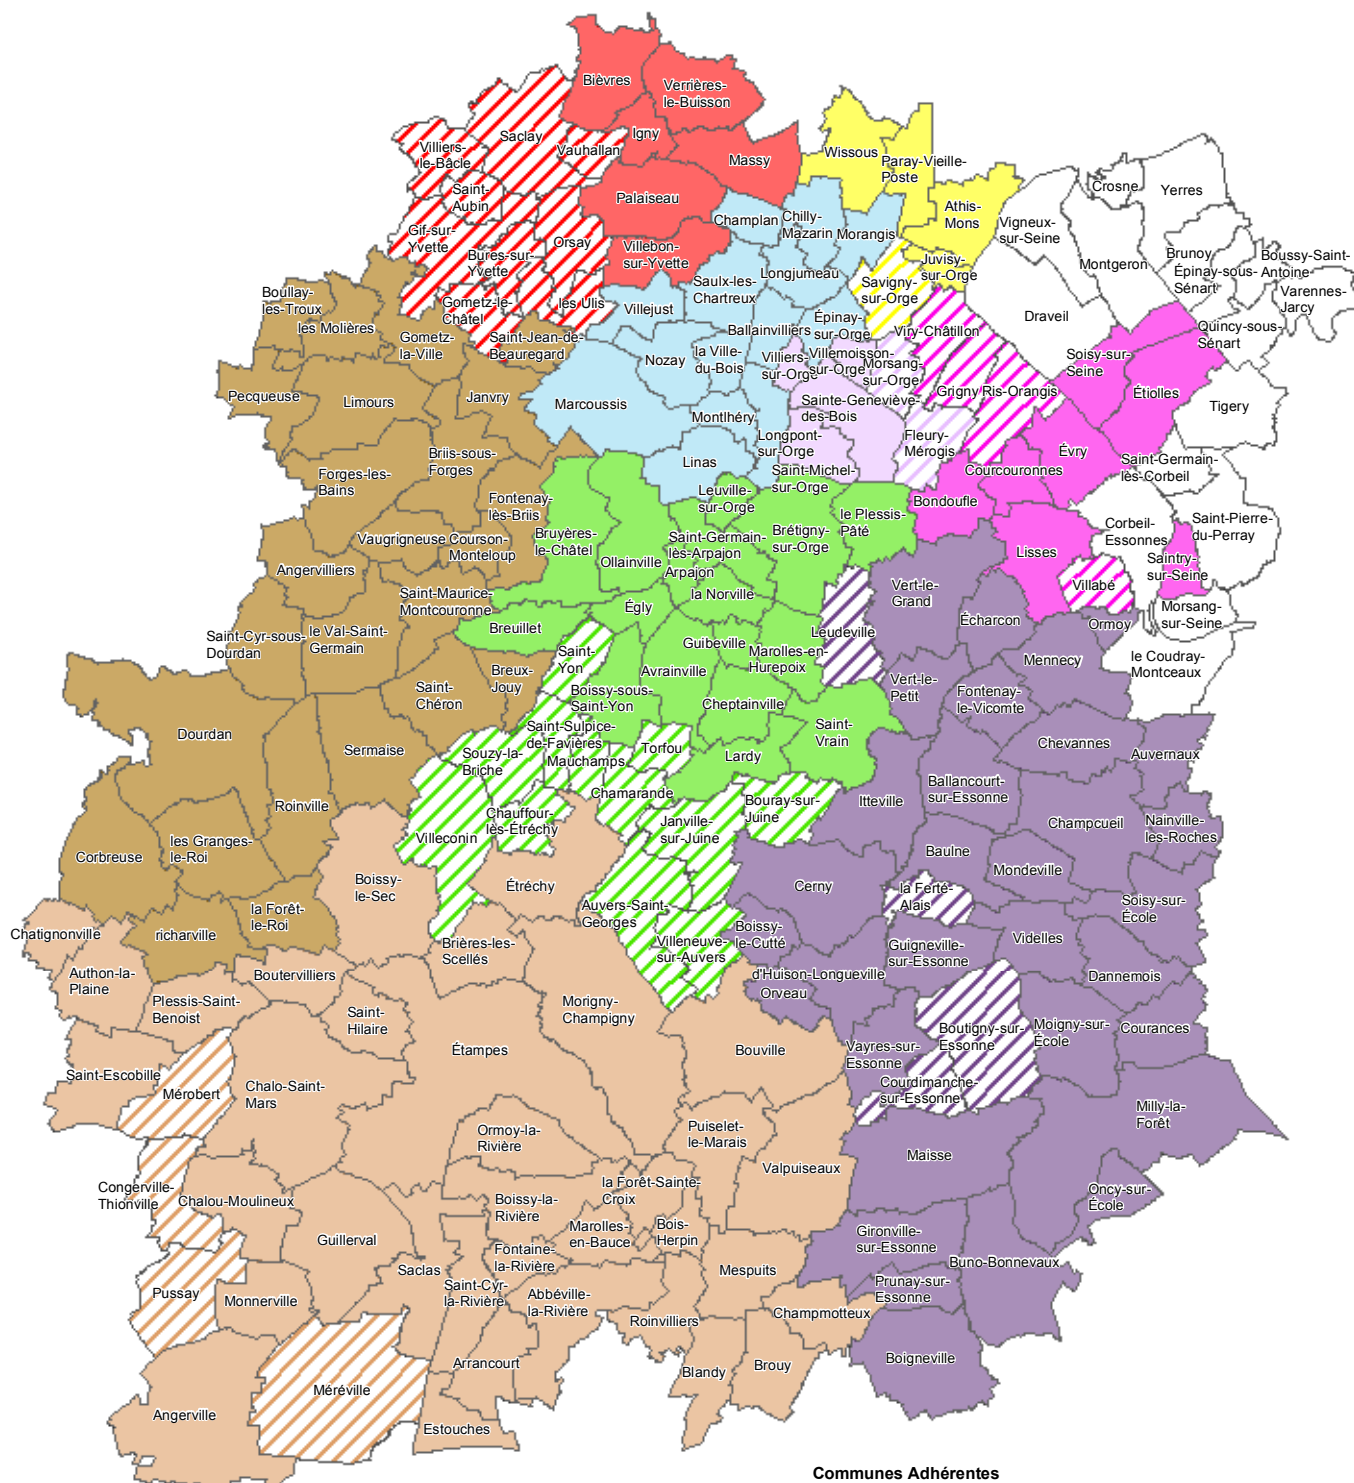 Bièvres
Verrières-
le-Buisson
Saclay
Igny
Vauhallan
Villiers-
le-Bâcle
Massy
Wissous
Paray-Vieille-
Poste
Crosne
Yerres
Saint-
Aubin
Palaiseau
Athis-
Mons
Champlan
Chilly-
Mazarin
Morangis
Vigneux-
sur-Seine
Gif-sur-
Yvette
Orsay
Villebon-
sur-Yvette
Bures-sur-
Yvette
Montgeron
Brunoy
Épinay-sous-
Sénart
Boussy-Saint-
Antoine
Juvisy-
sur-Orge
Longjumeau
Saulx-les-
Chartreux
Savigny-
sur-Orge
Varennes-
Jarcy
Boullay-
les-Troux
les Molières
Gometz-le-
Châtel
les Ulis
Villejust
Épinay-
sur-Orge
Draveil
Quincy-sous-
Sénart
Gometz-
la-Ville
Saint-Jean-de-
Beauregard
Ballainvilliers
Viry-Châtillon
Nozay
la Ville-
du-Bois
Villiers-
sur-Orge
Villemoisson-
sur-Orge
Morsang-
sur-Orge
Soisy-sur-
Seine
Pecqueuse
Limours
Janvry
Marcoussis
Grigny
Ris-Orangis
Étiolles
Tigery
Sainte-Geneviève-
des-Bois
Montlhéry
Longpont-
sur-Orge
Fleury-
Mérogis
Évry
Briis-sous-
Forges
Linas
Saint-Michel-
sur-Orge
Courcouronnes
Saint-Germain-
lès-Corbeil
Forges-les-
Bains
Fontenay-
lès-Briis
Leuville-
sur-Orge
Bondoufle
le Plessis-
Pâté
Brétigny-
sur-Orge
Corbeil-
Essonnes
Saint-Pierre-
du-Perray
Vaugrigneuse
Courson-
Monteloup
Bruyères-
le-Châtel
Ollainville
Saint-Germain-
lès-Arpajon
Arpajon
Lisses
Saintry-
sur-Seine
Angervilliers
Villabé
Vert-le-
Grand
Saint-Maurice-
Montcouronne
la Norville
Égly
Écharcon
Ormoy
Morsang-
sur-Seine
Saint-Cyr-sous-
Dourdan
le Val-Saint-
Germain
Breuillet
Leudeville
Guibeville
Marolles-en-
Hurepoix
Mennecy
le Coudray-
Montceaux
Saint-
Yon
Avrainville
Breux-
Jouy
Saint-
Chéron
Boissy-sous-
Saint-Yon
Cheptainville
Vert-le-
Petit
Fontenay-
le-Vicomte
Dourdan
Sermaise
Saint-Sulpice-
de-Favières
Saint-
Vrain
Chevannes
Auvernaux
Souzy-la-
Briche
Mauchamps
Torfou
Lardy
Chamarande
Bouray-sur-
Juine
Itteville
Ballancourt-
sur-Essonne
Roinville
Chauffour-
lès-Étréchy
Janville-
sur-Juine
Champcueil
Nainville-
les-Roches
les Granges-
le-Roi
Villeconin
Corbreuse
Baulne
Mondeville
Boissy-
le-Sec
Étréchy
Cerny
la Ferté-
Alais
Soisy-sur-
École
la Forêt-
le-Roi
Auvers-Saint-
Georges
Chatignonville
richarville
Brières-les-
Scellés
Villeneuve-
sur-Auvers
Boissy-
le-Cutté
Guigneville-
sur-Essonne
Videlles
Authon-la-
Plaine
Boutervilliers
d'Huison-Longueville
Orveau
Dannemois
Plessis-Saint-
Benoist
Saint-
Hilaire
Morigny-
Champigny
Boutigny-sur-
Essonne
Moigny-sur-
École
Courances
Étampes
Bouville
Vayres-sur-
Essonne
Saint-Escobille
Mérobert
Chalo-Saint-
Mars
Courdimanche-
sur-Essonne
Milly-la-
Forêt
Ormoy-la-
Rivière
Puiselet-
le-Marais
Maisse
Valpuiseaux
Congerville-
Thionville
Chalou-Moulineux
la Forêt-Sainte-
Croix
Boissy-la-
Rivière
Oncy-sur-
École
Marolles-
en-Bauce
Bois-
Herpin
Guillerval
Gironville-
sur-Essonne
Fontaine-
la-Rivière
Buno-Bonnevaux
Saclas
Mespuits
Pussay
Monnerville
Saint-Cyr-
la-Rivière
Abbéville-
la-Rivière
Prunay-sur-
Essonne
Champmotteux
Roinvilliers
Arrancourt
Blandy
Brouy
Boigneville
Méréville
Angerville
Estouches
Communes Adhérentes